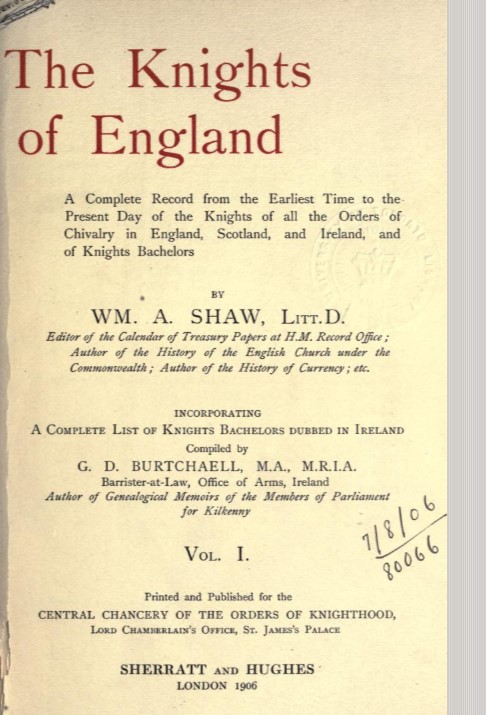 The Knights
of England
A Complete Record from the Earliest Time to the
Present Day of the Knights of all the Orders of
Chivalry in England, Scotland, and Ireland, and
of Knights Bachelors
BY
WM. A. SHAW, LITT.D.
Editor of the Calendar of Treasury Papers at H.M. Record Office;
Author of the History of the English Church under the
Commonwealth; Author of the History of Currency; etc.
INCORPORATING
A COMPLETE LIST OF KNIGHTS BACHELORS DUBBED IN IRELAND
Compiled by
G. D. BURTCHAELL, M.A., M.R.I.A.
Barrister-at-Law, Office of Arms, Ireland
Author of Genealogical Memoirs of the Members of Parliament
for Kilkenny
VOL. I.
7/8/06
80066
Printed and Published for the
CENTRAL CHANCERY OF THE ORDERS OF KNIGHTHOOD,
LORD CHAMBERLAIN'S OFFICE, ST. JAMES'S PALACE
SHERRATT AND HUGHES
LONDON 1906